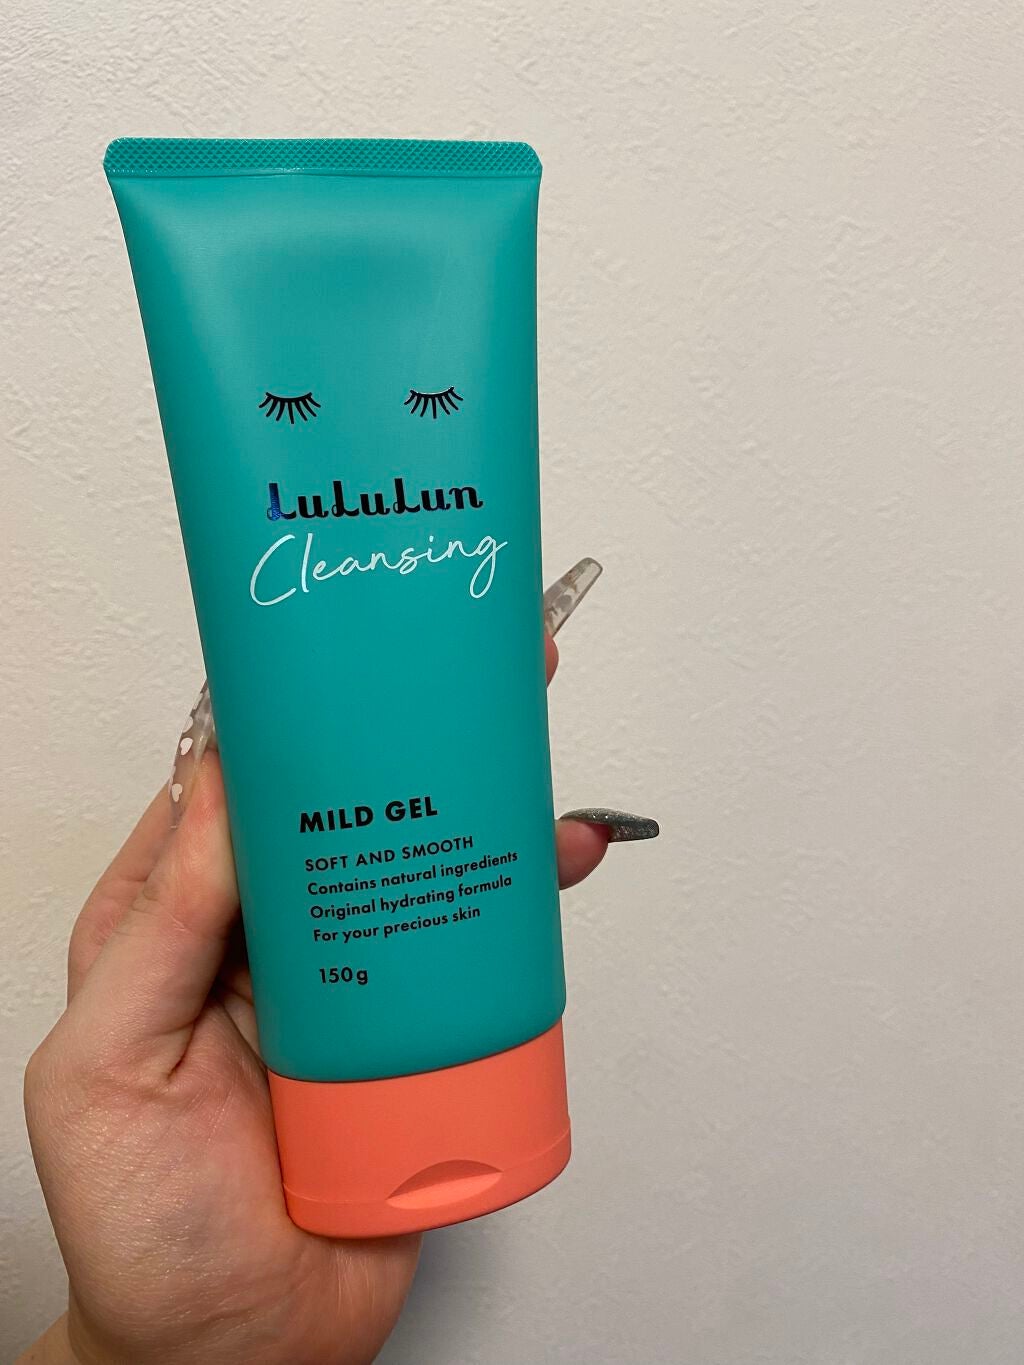 LuLuLun
Cleansing
MILD GEL
SOFT AND SMOOTH
Contains natural ingredients
Original hydrating formula
For your precious skin
150g